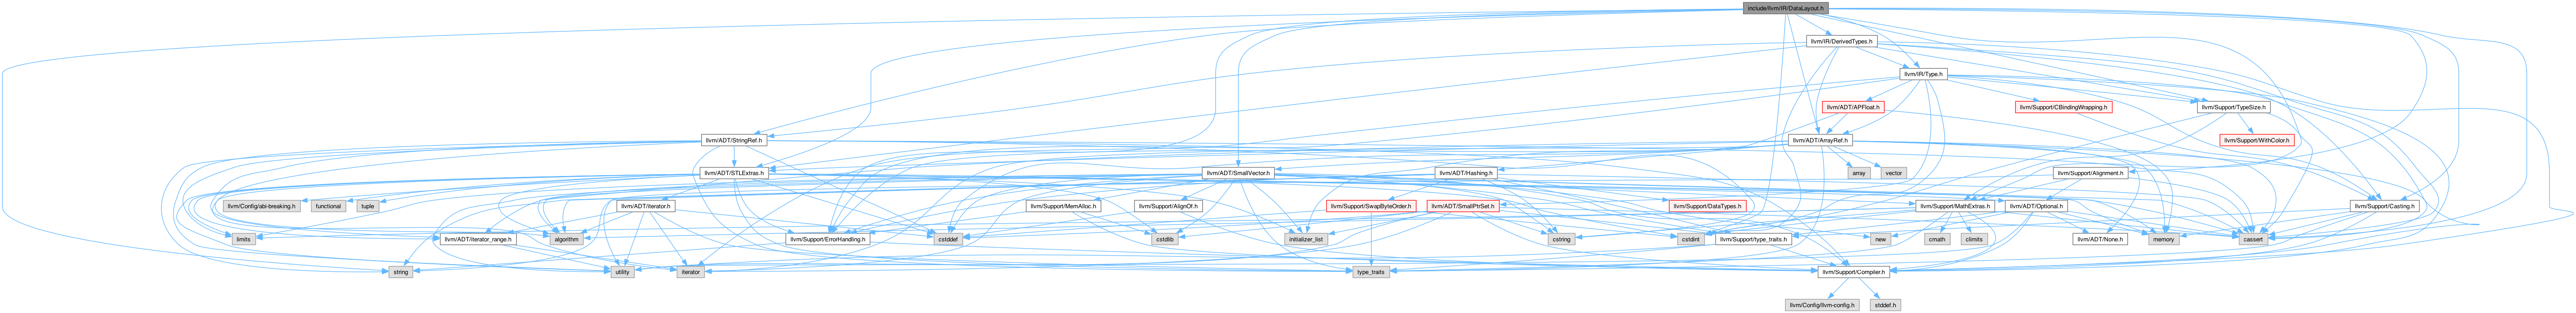 include/llvm/IR/DataLayout.h
llvm/IR/DerivedTypes.h
llvm/IR/Type.h
llvm/ADT/APFloat.h
llvm/Support/CBindingWrapping.h
llvm/Support/TypeSize.h
llvm/ADT/StringRef.h
llvm/ADT/ArrayRef.h
llvm/Support/WithColor.h
llvm/ADT/STLExtras.h
llvm/ADT/SmallVector.h
llvm/ADT/Hashing.h
array
vector
llvm/Support/Alignment.h
llvm/Config/abi-breaking.h
functional
tuple
llvm/ADT/iterator.h
llvm/Support/MemAlloc.h
llvm/Support/AlignOf.h
llvm/Support/SwapByteOrder.h
llvm/ADT/SmallPtrSet.h
llvm/Support/DataTypes.h
llvm/Support/MathExtras.h
llvm/ADT/Optional.h
llvm/Support/Casting.h
limits
llvm/ADT/iterator_range.h
algorithm
llvm/Support/ErrorHandling.h
cstddef
cstdlib
initializer_list
cstring
cstdint
llvm/Support/type_traits.h
new
cmath
climits
llvm/ADT/None.h
memory
cassert
string
utility
iterator
type_traits
llvm/Support/Compiler.h
llvm/Config/llvm-config.h
stddef.h